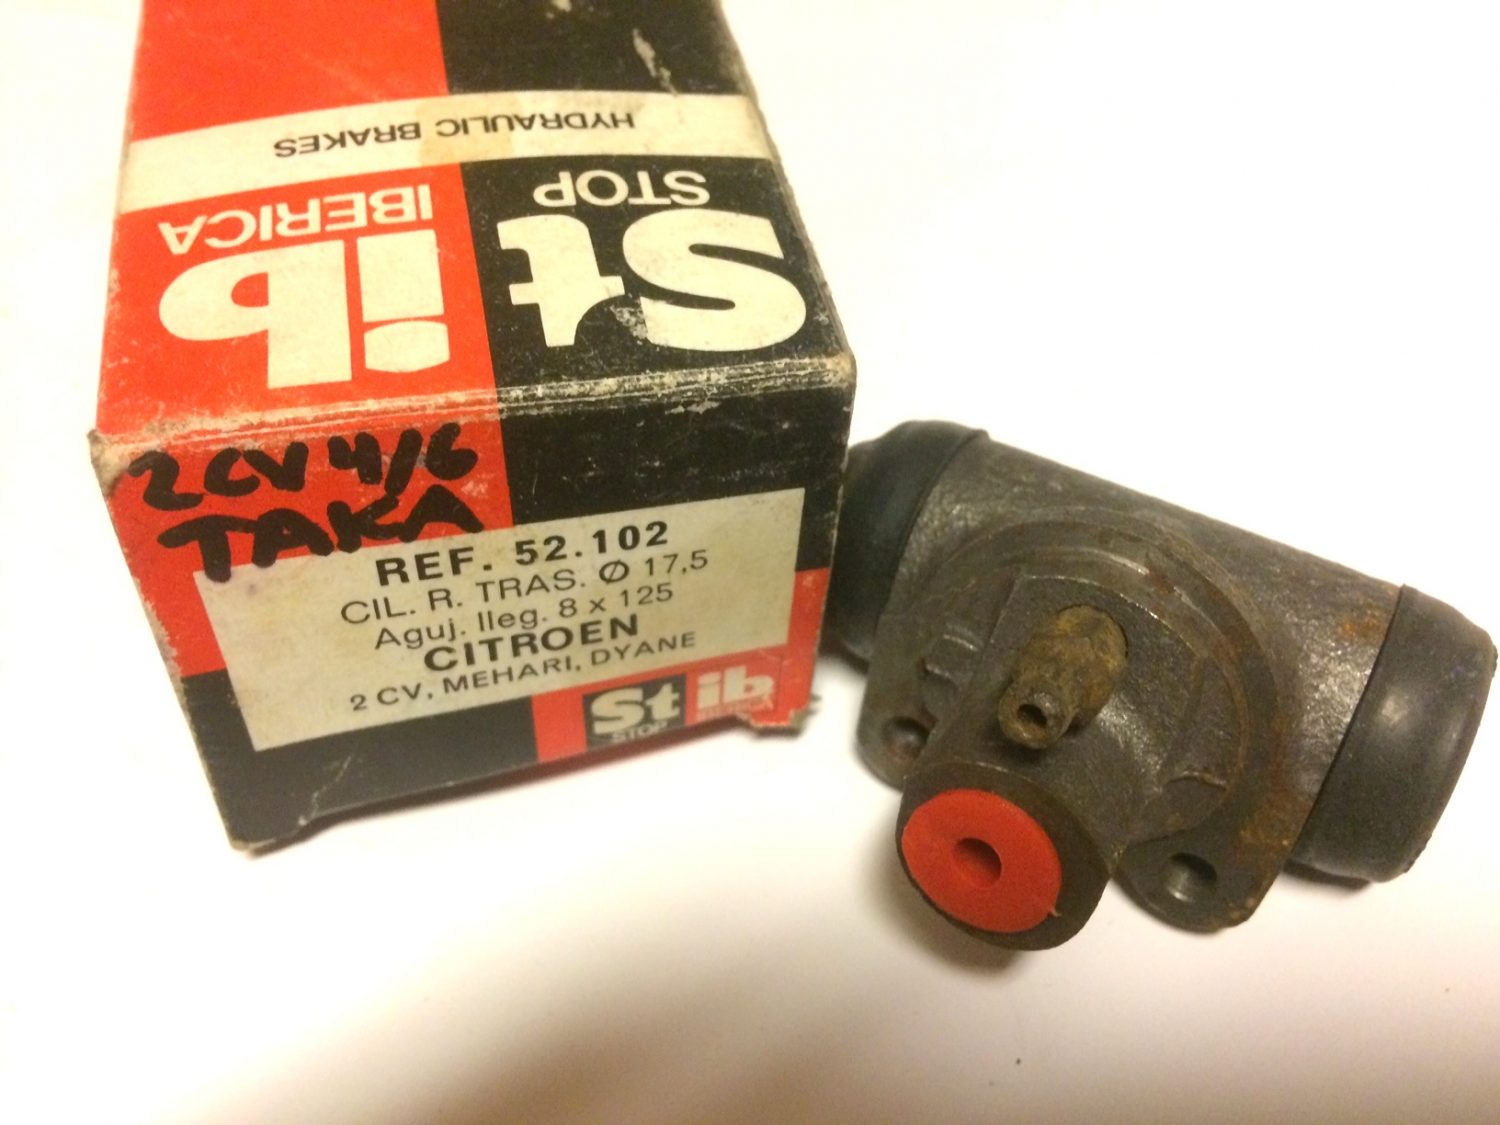 HYDRAULIC BRAKES
STOP IBERICA
St ib
2CV 4/6
TAKA
REF. 52.102
CIL. R. TRAS. Ø 17,5
Aguj. lleg. 8 x 125
CITROEN
2 CV, MEHARI, DYANE
St ib
STOP IBERICA